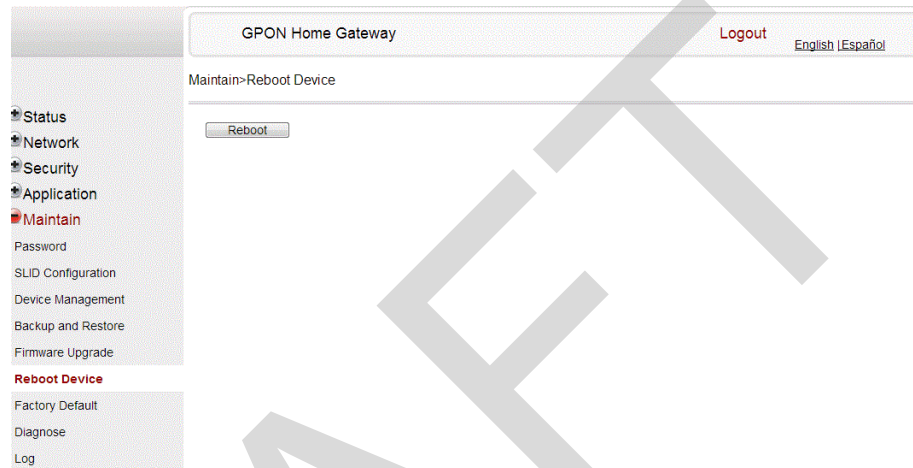 GPON Home Gateway
Logout
English | Español
Maintain>Reboot Device
Reboot
Status
Network
Security
Application
Maintain
Password
SLID Configuration
Device Management
Backup and Restore
Firmware Upgrade
Reboot Device
Factory Default
Diagnose
Log